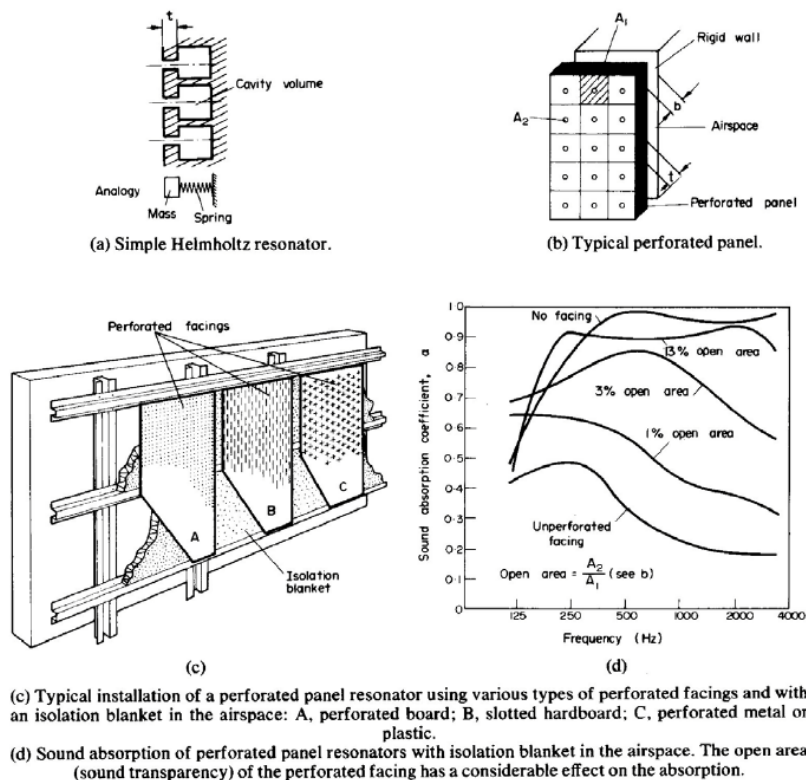 t
Cavity volume
Analogy
Mass
Spring
(a) Simple Helmholtz resonator.
A₁
Rigid wall
A₂
b
Airspace
t
Perforated panel
(b) Typical perforated panel.
Perforated facings
A
B
C
Isolation
blanket
(c)
Sound absorption coefficient, α
1.0
0·9
0·8
0·7
0·6
0·5
0·4
0·3
0·2
0·1
0
No facing
13% open
area
3% open area
1% open area
Unperforated
facing
Open area = A₂/A₁ (see b)
125 250 500 1000 2000 4000
Frequency (Hz)
(d)
(c) Typical installation of a perforated panel resonator using various types of perforated facings and with
an isolation blanket in the airspace: A, perforated board; B, slotted hardboard; C, perforated metal or
plastic.
(d) Sound absorption of perforated panel resonators with isolation blanket in the airspace. The open area
(sound transparency) of the perforated facing has a considerable effect on the absorption.